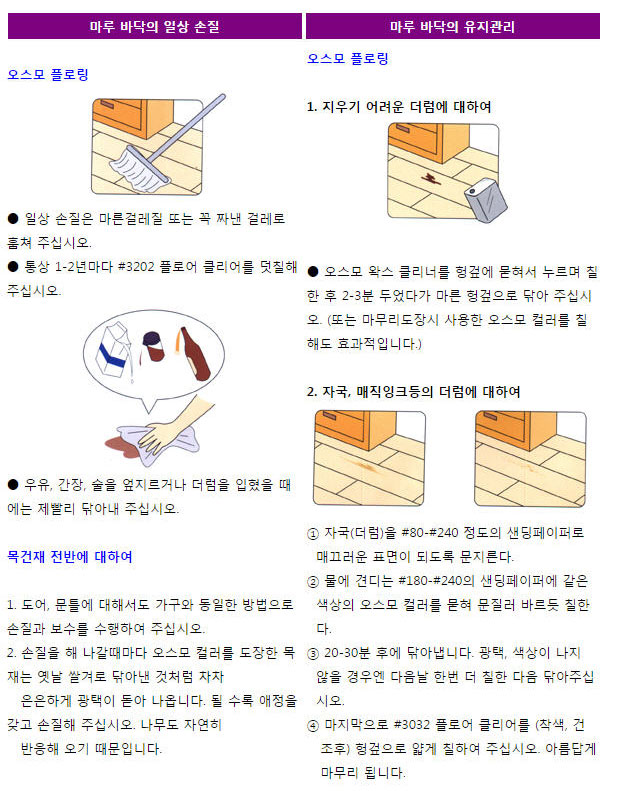 마루 바닥의 일상 손질
오스모 플로링
● 일상 손질은 마른걸레질 또는 꼭 짜낸 걸레로
훔쳐 주십시오.
● 통상 1-2년마다 #3202 플로어 클리어를 덧칠해
주십시오.
● 우유, 간장, 술을 엎지르거나 더럼을 입혔을 때
에는 제빨리 닦아내 주십시오.
목건재 전반에 대하여
1. 도어, 문틀에 대해서도 가구와 동일한 방법으로
손질과 보수를 수행하여 주십시오.
2. 손질을 해 나갈때마다 오스모 컬러를 도장한 목
재는 옛날 쌀겨로 닦아낸 것처럼 차차
은은하게 광택이 돋아 나옵니다. 될 수록 애정을
갖고 손질해 주십시오. 나무도 자연히
반응해 오기 때문입니다.
마루 바닥의 유지관리
오스모 플로링
1. 지우기 어려운 더럼에 대하여
● 오스모 왁스 클리너를 헝겊에 묻혀서 누르며 칠
한 후 2-3분 두었다가 마른 헝겊으로 닦아 주십시
오. (또는 마무리도장시 사용한 오스모 컬러를 칠
해도 효과적입니다.)
2. 자국, 매직잉크등의 더럼에 대하여
① 자국(더럼)을 #80-#240 정도의 샌딩페이퍼로
매끄러운 표면이 되도록 문지른다.
② 물에 견디는 #180-#240의 샌딩페이퍼에 같은
색상의 오스모 컬러를 묻혀 문질러 바르듯 칠한
다.
③ 20-30분 후에 닦아냅니다. 광택, 색상이 나지
않을 경우엔 다음날 한번 더 칠한 다음 닦아주십
시오.
④ 마지막으로 #3032 플로어 클리어를 (착색, 건
조후) 헝겊으로 얇게 칠하여 주십시오. 아름답게
마무리 됩니다.